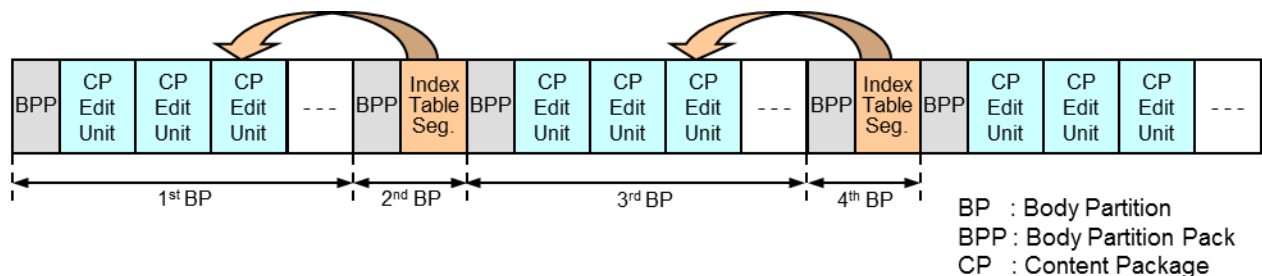 BPP
CP
Edit
Unit
CP
Edit
Unit
CP
Edit
Unit
- - -
BPP
Index
Table
Seg.
BPP
CP
Edit
Unit
CP
Edit
Unit
CP
Edit
Unit
- - -
BPP
Index
Table
Seg.
BPP
CP
Edit
Unit
CP
Edit
Unit
CP
Edit
Unit
- - -
1st BP
2nd BP
3rd BP
4th BP
BP : Body Partition
BPP : Body Partition Pack
CP : Content Package